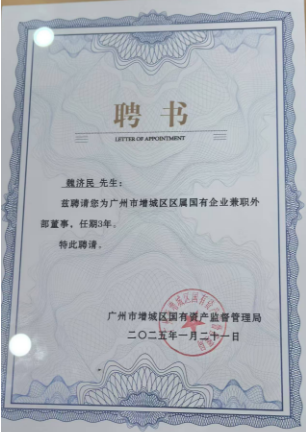 聘书
LETTER OF APPOINTMENT
魏济民 先生：
兹聘请您为广州市增城区区属国有企业兼职外
部董事，任期3年。
特此聘请。
广州市增城区国有资产监督管理局
二〇二五年一月二十一日